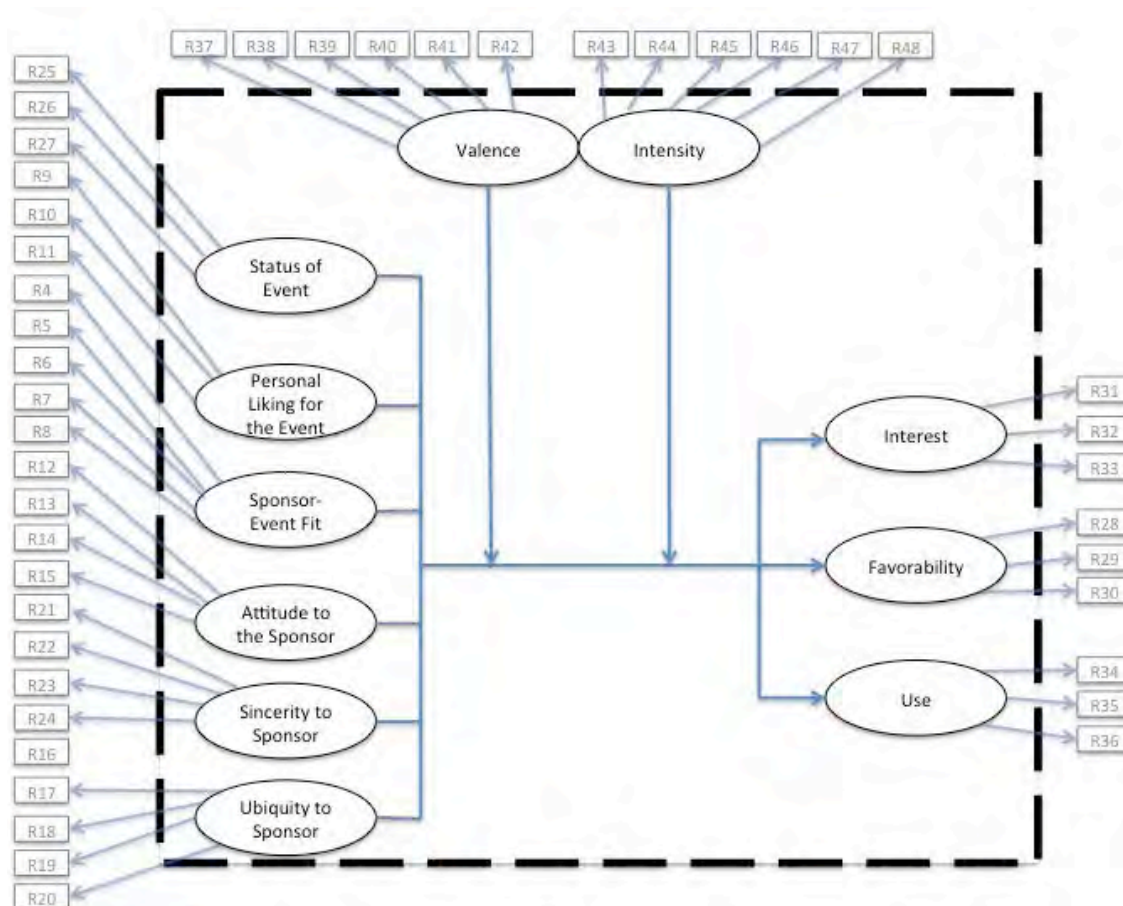 R37 R38 R39 R40 R41 R42 R43 R44 R45 R46 R47 R48
R25
R26
R27
R9
R10
R11
R4
R5
R6
R7
R8
R12
R13
R14
R15
R21
R22
R23
R24
R16
R17
R18
R19
R20
Valence
Intensity
Status of
Event
Personal
Liking for
the Event
Sponsor-
Event Fit
Attitude to
the Sponsor
Sincerity to
Sponsor
Ubiquity to
Sponsor
Interest
Favorability
Use
R31
R32
R33
R28
R29
R30
R34
R35
R36